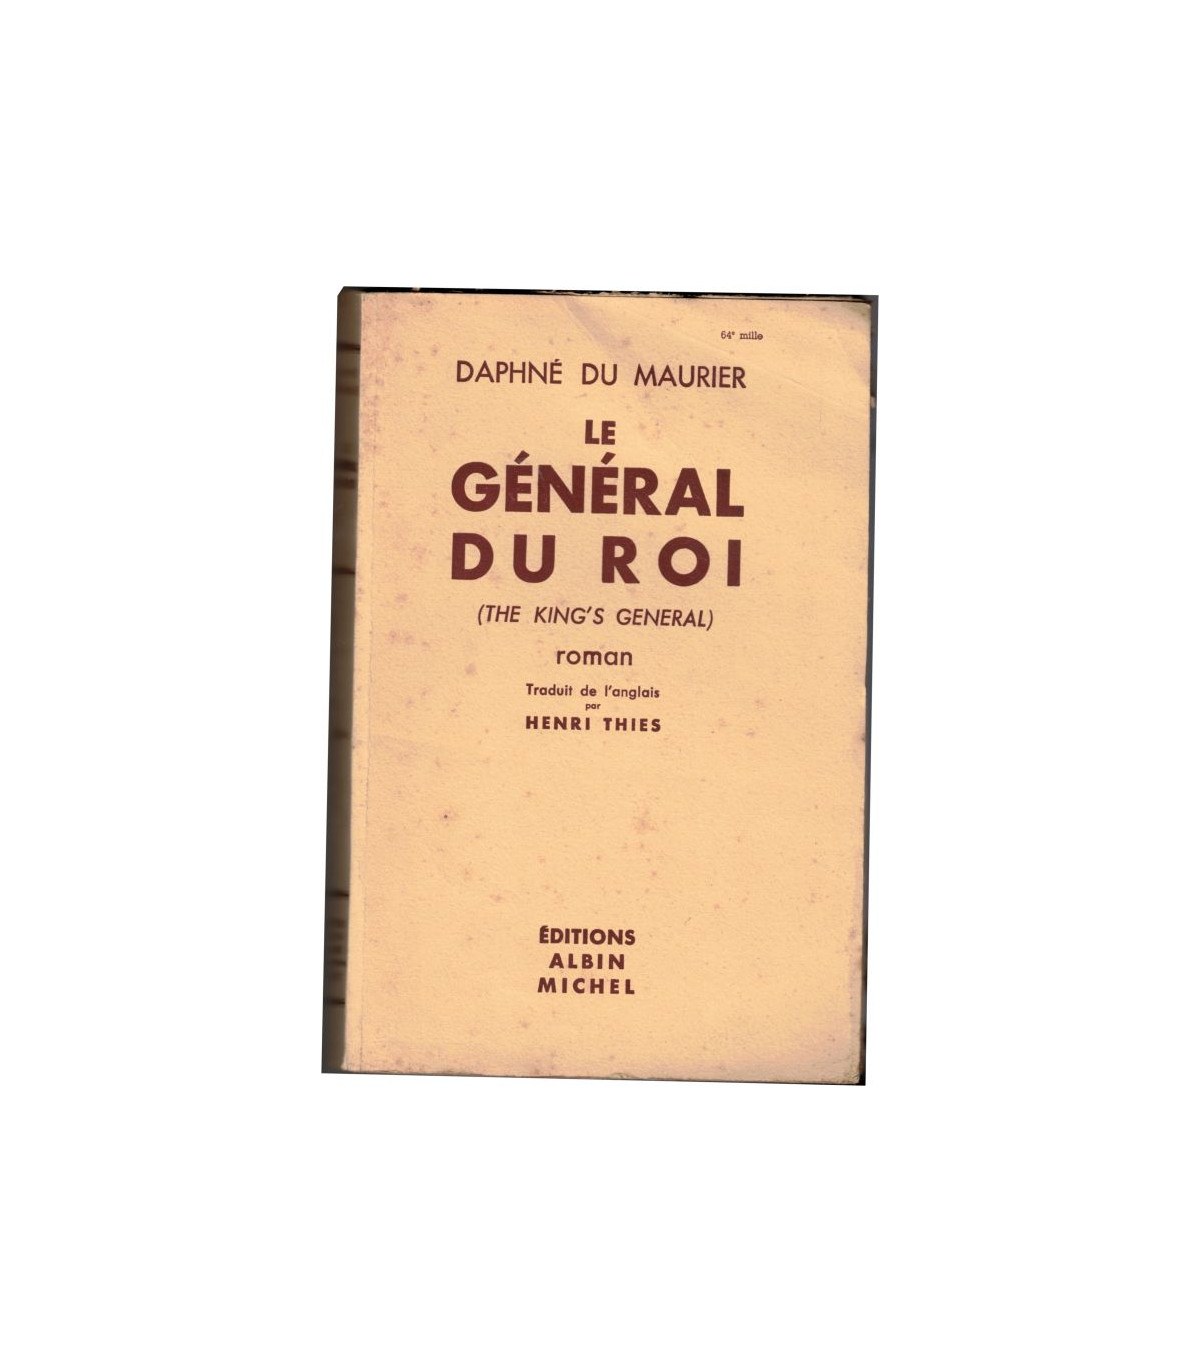 64e mille
DAPHNÉ DU MAURIER
LE
GÉNÉRAL
DU ROI
(THE KING'S GENERAL)
roman
Traduit de l'anglais
par
HENRI THIES
ÉDITIONS
ALBIN
MICHEL